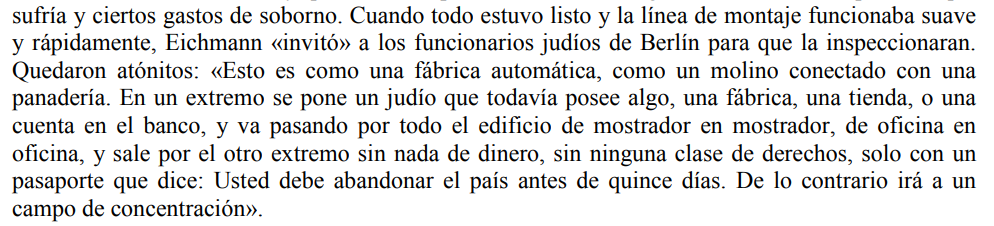 sufría y ciertos gastos de soborno. Cuando todo estuvo listo y la línea de montaje funcionaba suave
y rápidamente, Eichmann «invitó» a los funcionarios judíos de Berlín para que la inspeccionaran.
Quedaron atónitos: «Esto es como una fábrica automática, como un molino conectado con una
panadería. En un extremo se pone un judío que todavía posee algo, una fábrica, una tienda, o una
cuenta en el banco, y va pasando por todo el edificio de mostrador en mostrador, de oficina en
oficina, y sale por el otro extremo sin nada de dinero, sin ninguna clase de derechos, solo con un
pasaporte que dice: Usted debe abandonar el país antes de quince días. De lo contrario irá a un
campo de concentración».